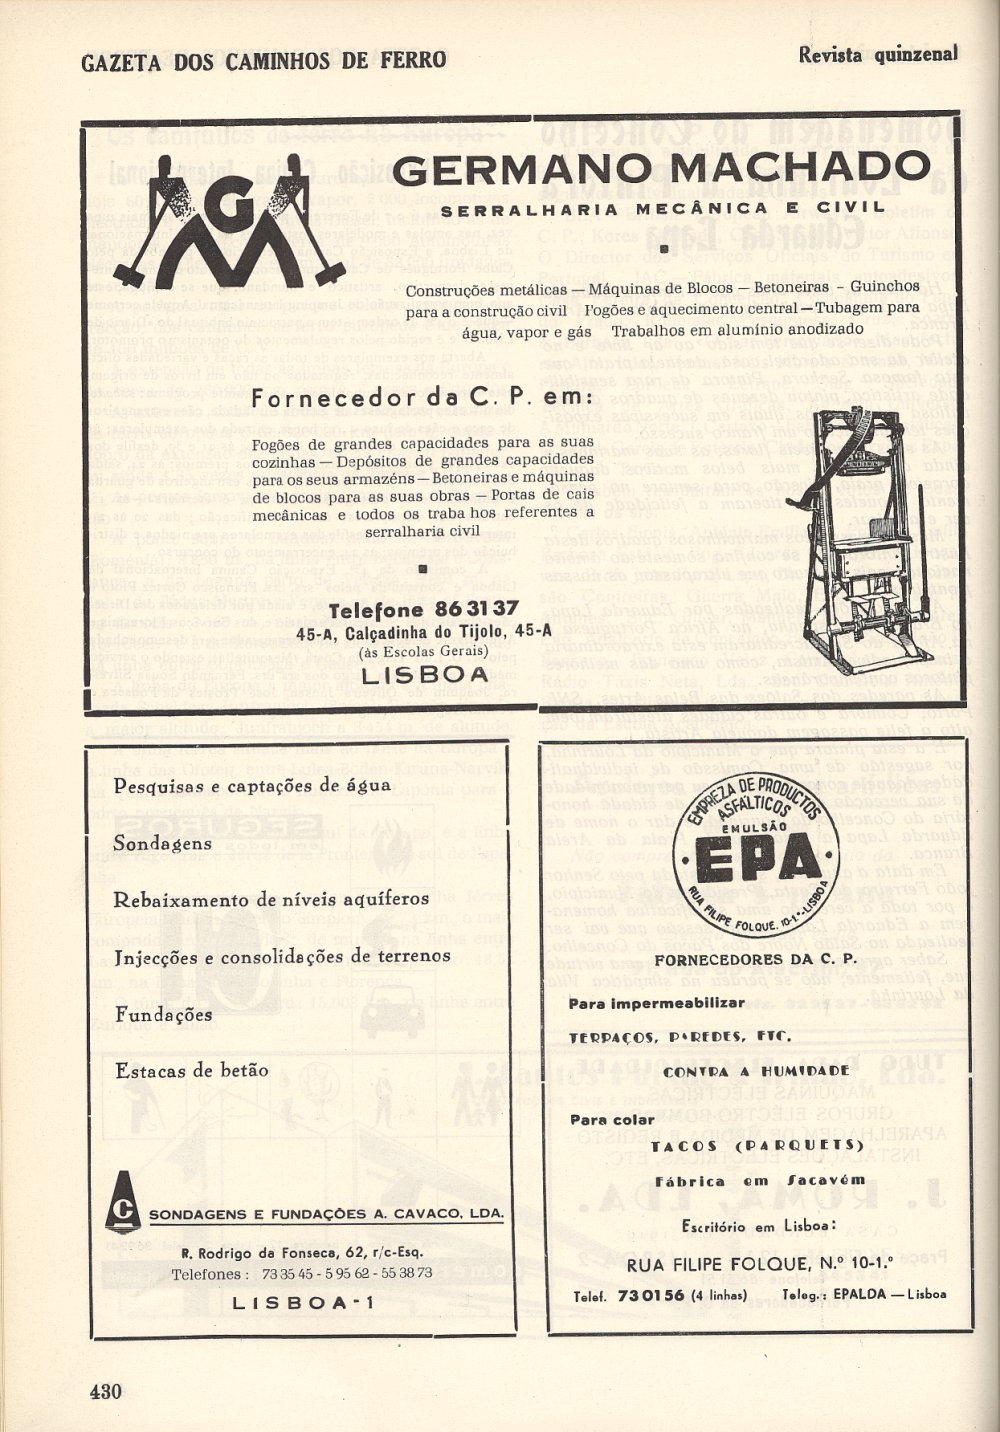 GAZETA DOS CAMINHOS DE FERRO
Revista quinzenal
GM
GERMANO MACHADO
SERRALHARIA MECÂNICA E CIVIL
Construções metálicas — Máquinas de Blocos — Betoneiras - Guinchos
para a construção civil Fogões e aquecimento central — Tubagem para
água, vapor e gás Trabalhos em alumínio anodizado
Fornecedor da C. P. em:
Fogões de grandes capacidades para as suas
cozinhas — Depósitos de grandes capacidades
para os seus armazéns — Betoneiras e máquinas
de blocos para as suas obras — Portas de cais
mecânicas e todos os traba hos referentes a
serralharia civil
Telefone 86 31 37
45-A, Calçadinha do Tijolo, 45-A
(às Escolas Gerais)
LISBOA
Pesquisas e captações de água
Sondagens
Rebaixamento de níveis aquíferos
Injecções e consolidações de terrenos
Fundações
Estacas de betão
C
SONDAGENS E FUNDAÇÕES A. CAVACO, LDA.
R. Rodrigo da Fonseca, 62, r/c-Esq.
Telefones : 73 35 45 - 5 95 62 - 55 38 73
LISBOA-1
EMPREZA DE PRODUCTOS
ASFÁLTICOS
EMULSÃO
EPA
RUA FILIPE FOLQUE. 10-1.º-LISBOA
FORNECEDORES DA C. P.
Para impermeabilizar
TERRAÇOS, PAREDES, ETC.
CONTRA A HUMIDADE
Para colar
TACOS (PARQUETS)
Fábrica em Sacavém
Escritório em Lisboa:
RUA FILIPE FOLQUE, N.º 10-1.º
Telef. 730156 (4 linhas) Teleg.: EPALDA — Lisboa
430